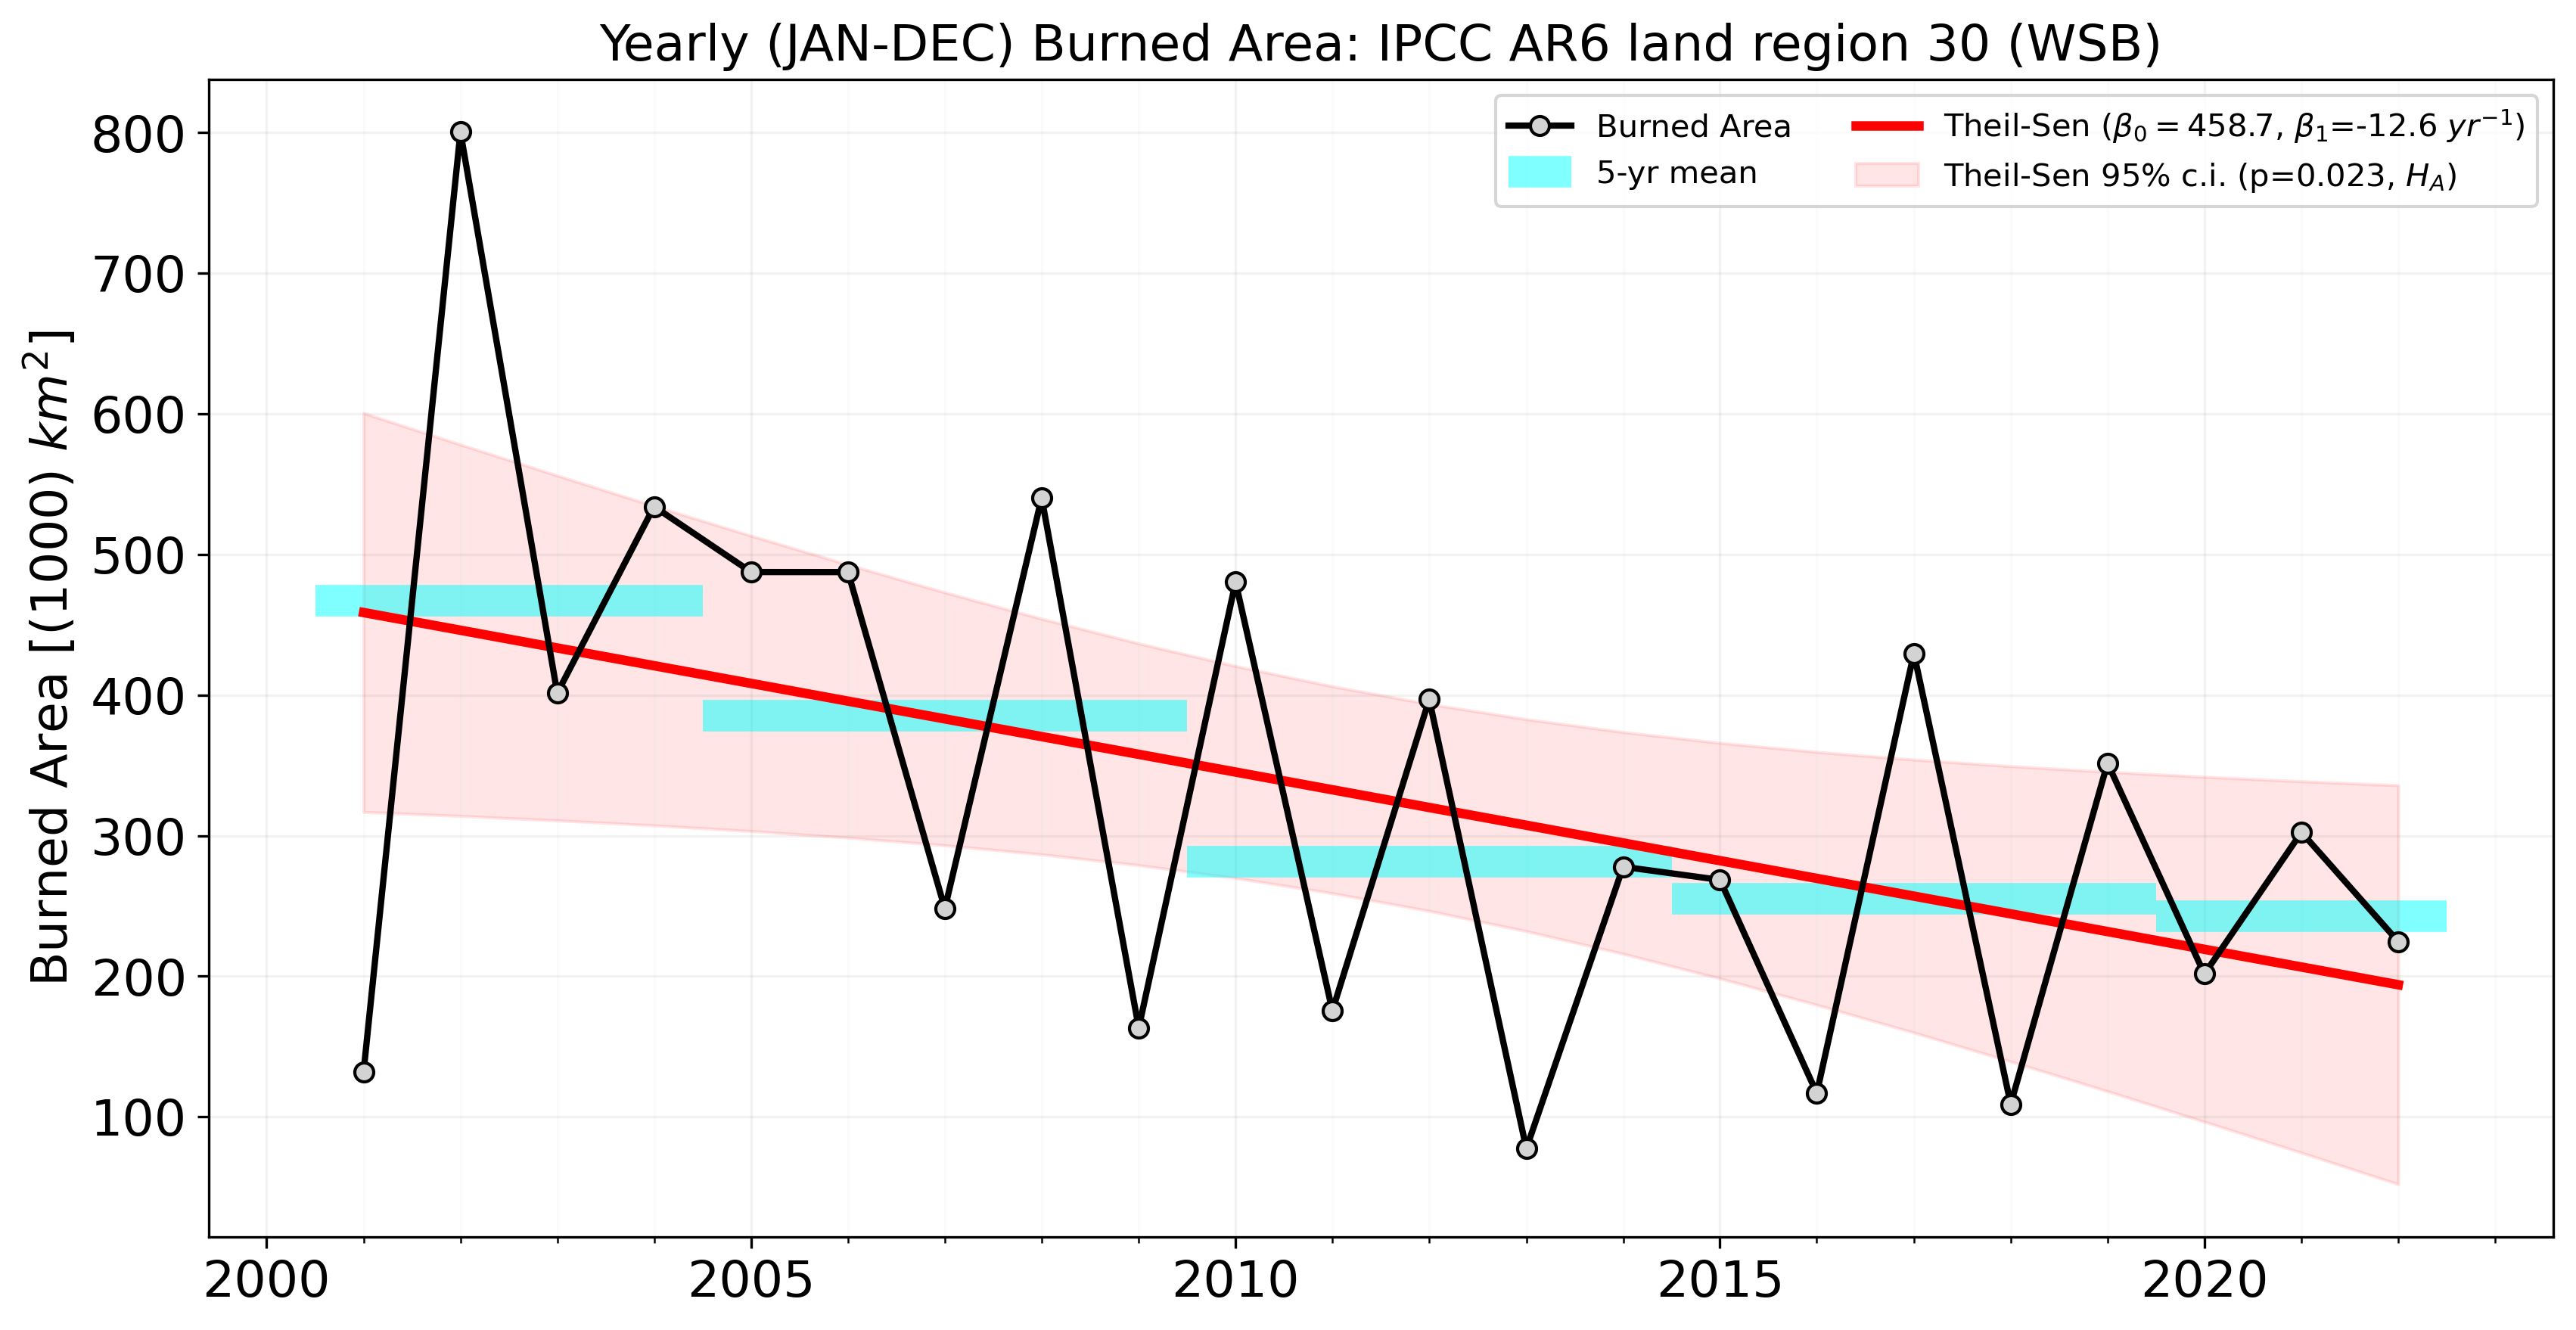 Yearly (JAN-DEC) Burned Area: IPCC AR6 land region 30 (WSB)
Burned Area
5-yr mean
Theil-Sen (β₀ = 458.7, β₁=-12.6 yr⁻¹)
Theil-Sen 95% c.i. (p=0.023, H_A)
Burned Area [(1000) km²]
800
700
600
500
400
300
200
100
2000 2005 2010 2015 2020